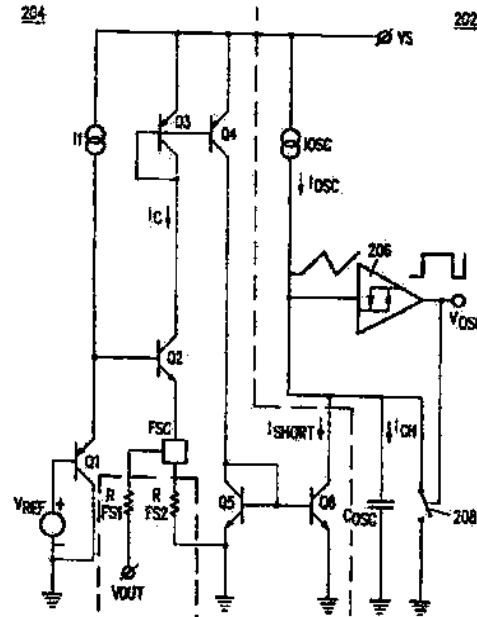 204
VS
202
I1
Q3
Q4
IOSC
IOSC
IC
206
VOSC
Q2
FSC
ISHORT
ICH
Q1
VREF
+
R
FS1
R
FS2
Q5
Q6
COSC
208
VOUT